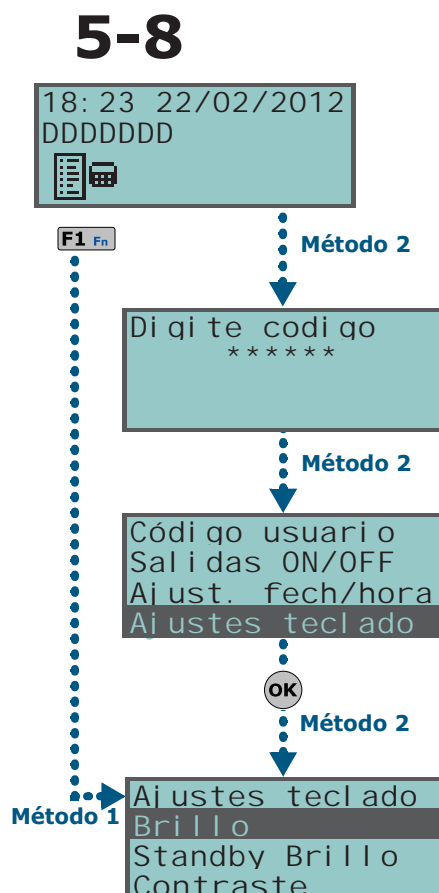 5-8
18:23 22/02/2012
DDDDDDD
F1 Fn
Método 2
Digite codigo
******
Método 2
Código usuario
Salidas ON/OFF
Ajust. fech/hora
Ajustes teclado
OK
Método 2
Método 1
Ajustes teclado
Brillo
Standby Brillo
Contraste